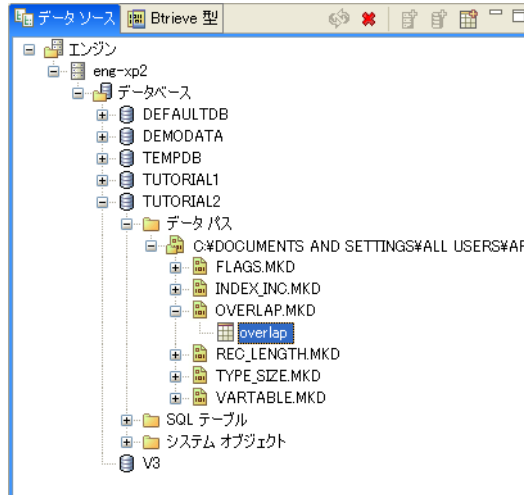 データ ソース Btrieve 型
エンジン
eng-xp2
データベース
DEFAULTDB
DEMODATA
TEMPDB
TUTORIAL1
TUTORIAL2
データ パス
C:¥DOCUMENTS AND SETTINGS¥ALL USERS¥AF
FLAGS.MKD
INDEX_INC.MKD
OVERLAP.MKD
overlap
REC_LENGTH.MKD
TYPE_SIZE.MKD
VARTABLE.MKD
SQL テーブル
システム オブジェクト
V3